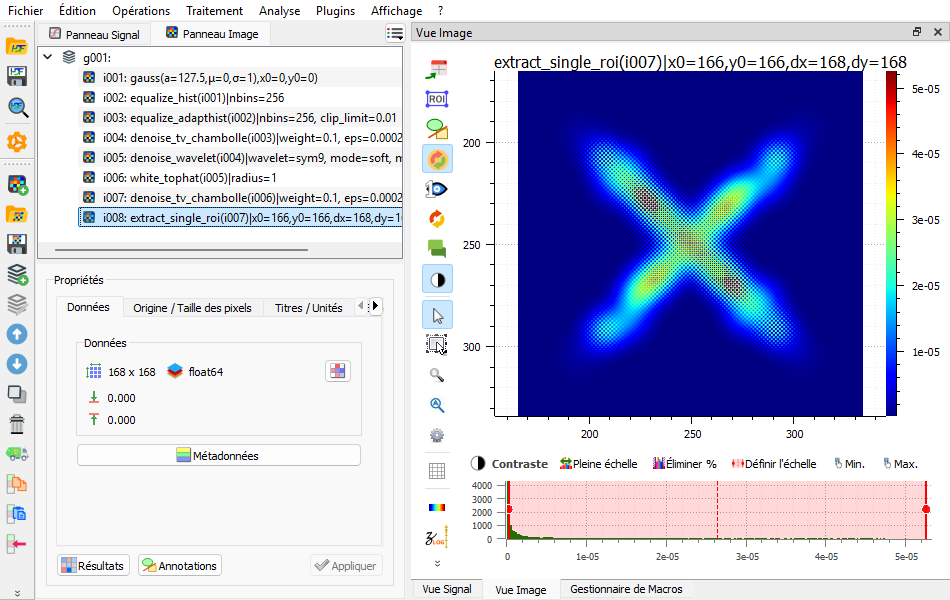 Fichier Édition Opérations Traitement Analyse Plugins Affichage ?
Panneau Signal Panneau Image
g001:
i001: gauss(a=127.5,μ=0,σ=1),x0=0,y0=0)
i002: equalize_hist(i001)|nbins=256
i003: equalize_adapthist(i002)|nbins=256, clip_limit=0.01
i004: denoise_tv_chambolle(i003)|weight=0.1, eps=0.0002
i005: denoise_wavelet(i004)|wavelet=sym9, mode=soft, m
i006: white_tophat(i005)|radius=1
i007: denoise_tv_chambolle(i006)|weight=0.1, eps=0.0002
i008: extract_single_roi(i007)|x0=166,y0=166,dx=168,dy=16
Propriétés
Données Origine / Taille des pixels Titres / Unités
Données
168 x 168 float64
0.000
0.000
Métadonnées
Résultats Annotations Appliquer
Vue Image
ROI
LOG
extract_single_roi(i007)|x0=166,y0=166,dx=168,dy=168
200
250
300
200 250 300
5e-05
4e-05
3e-05
2e-05
1e-05
Contraste Pleine échelle Éliminer % Définir l'échelle Min. Max.
4000
3000
2000
1000
0
0 1e-05 2e-05 3e-05 4e-05 5e-05
Vue Signal Vue Image Gestionnaire de Macros